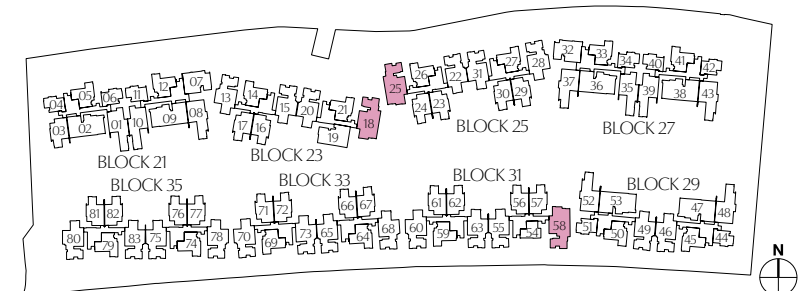 32 33 34 40 41 42
26 22 31 27 28
25
37 36 35 39 38 43
24 23 30 29
04 05 06 11 12 07
13 14 15 20 21
18
03 02 01 10 09 08
17 16 19
BLOCK 25
BLOCK 27
BLOCK 21
BLOCK 23
BLOCK 35
BLOCK 33
BLOCK 31
BLOCK 29
81 82 76 77 71 72 66 67 61 62 56 57 52 53 47 48
80 79 83 75 74 78 70 69 73 65 64 68 60 59 63 55 54 58 51 50 49 46 45 44
N